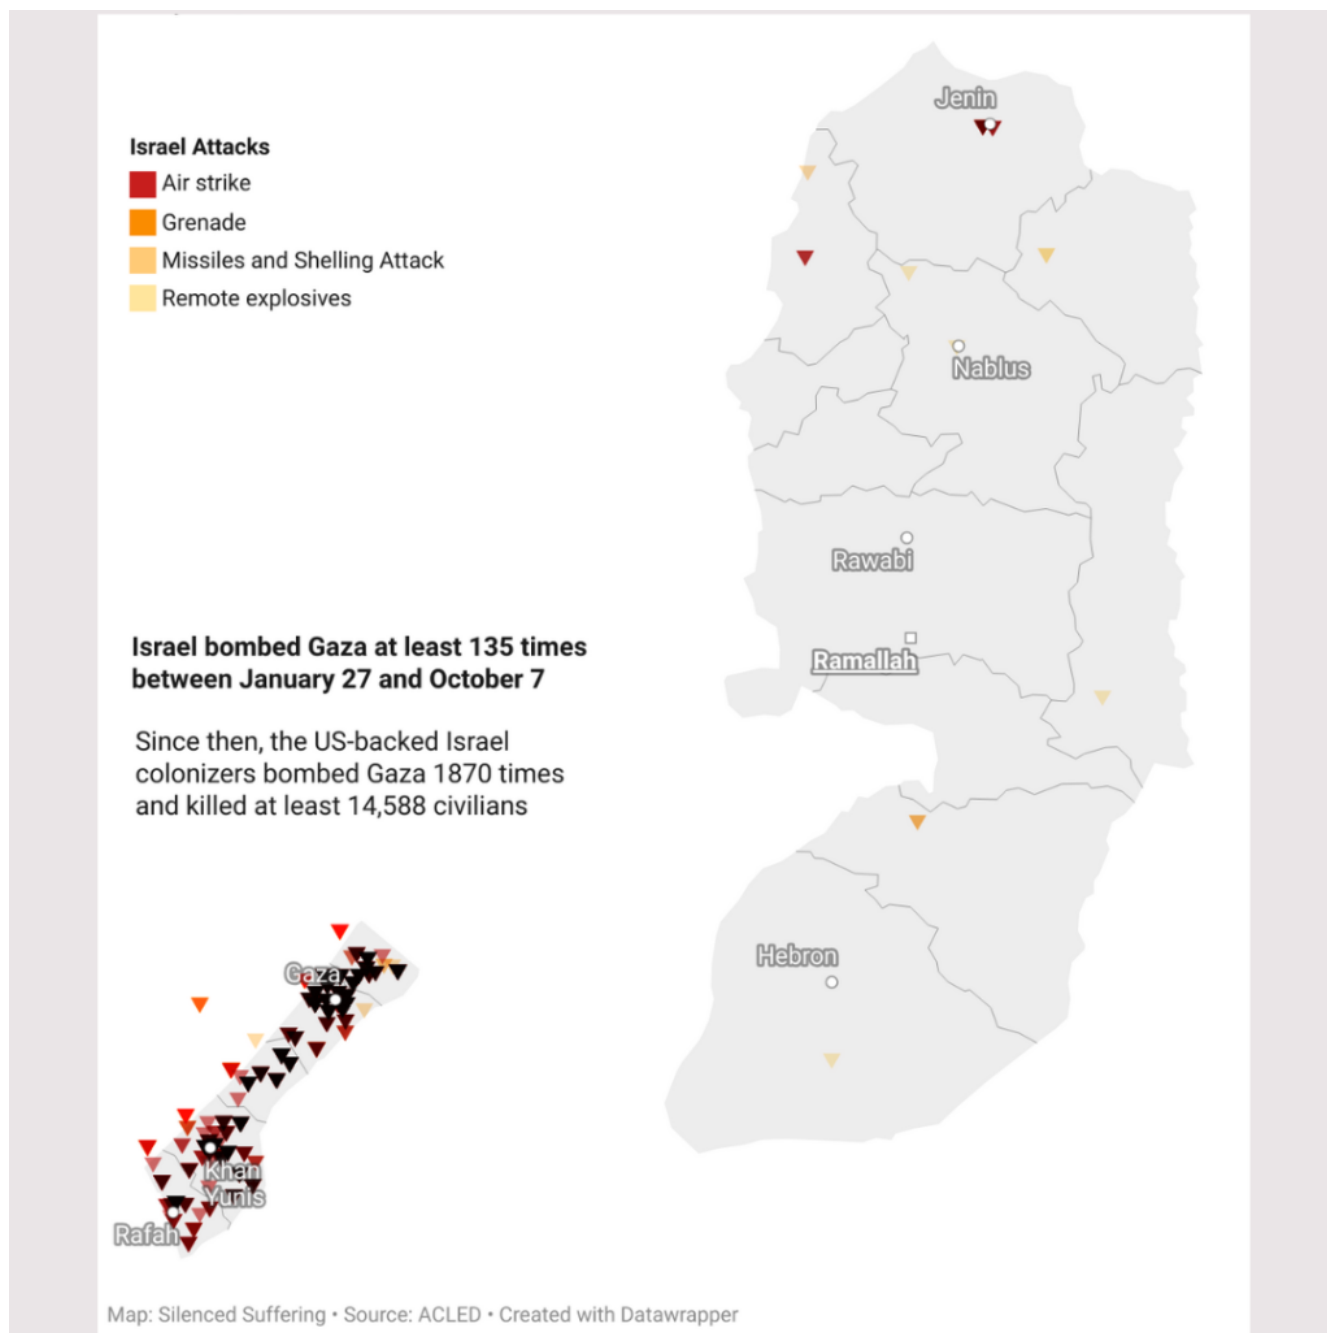 Jenin
Israel Attacks
Air strike
Grenade
Missiles and Shelling Attack
Remote explosives
Nablus
Rawabi
Israel bombed Gaza at least 135 times
between January 27 and October 7
Ramallah
Since then, the US-backed Israel
colonizers bombed Gaza 1870 times
and killed at least 14,588 civilians
Hebron
Gaza
Khan
Yunis
Rafah
Map: Silenced Suffering • Source: ACLED • Created with Datawrapper